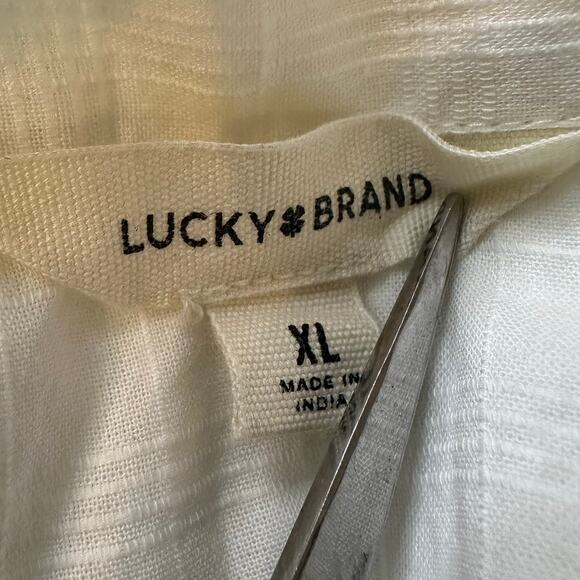 LUCKY BRAND
XL
MADE IN
INDIA